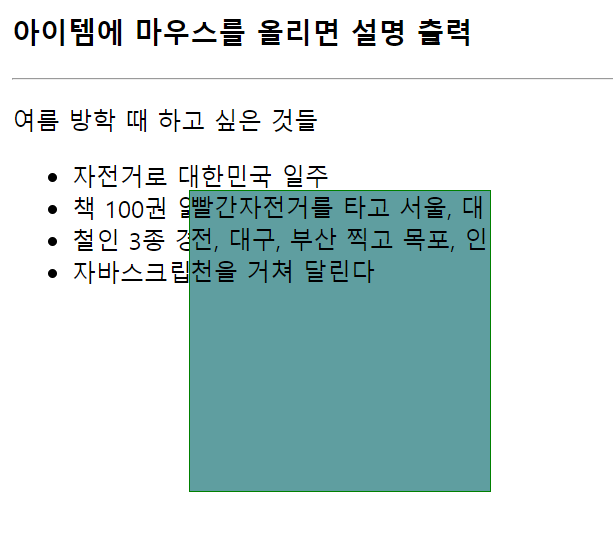 아이템에 마우스를 올리면 설명 출력
여름 방학 때 하고 싶은 것들
자전거로 대한민국 일주
책 100권
철인 3종
자바스크립
빨간자전거를 타고 서울, 대
전, 대구, 부산 찍고 목포, 인
천을 거쳐 달린다